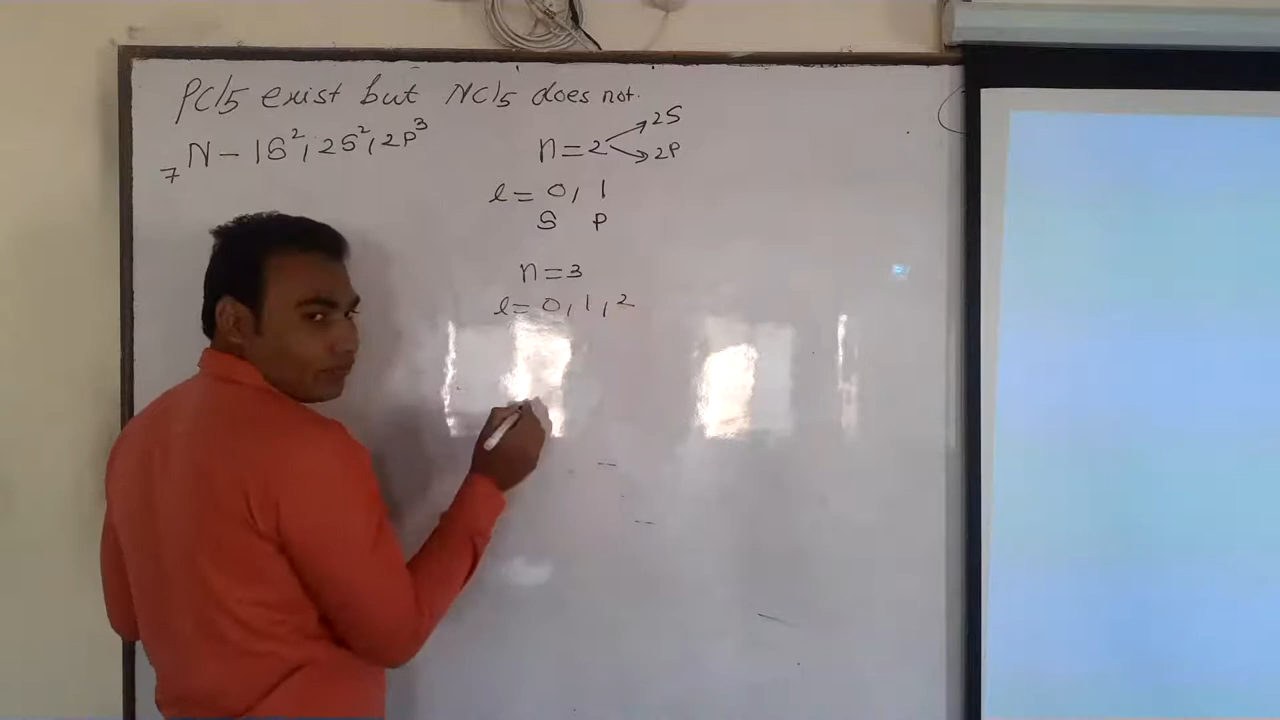 PCl5 exist but NCl5 does not.
7N - 1S², 2S², 2P³
n=2 2S
2P
l = 0, 1
S P
n=3
l= 0, 1, 2